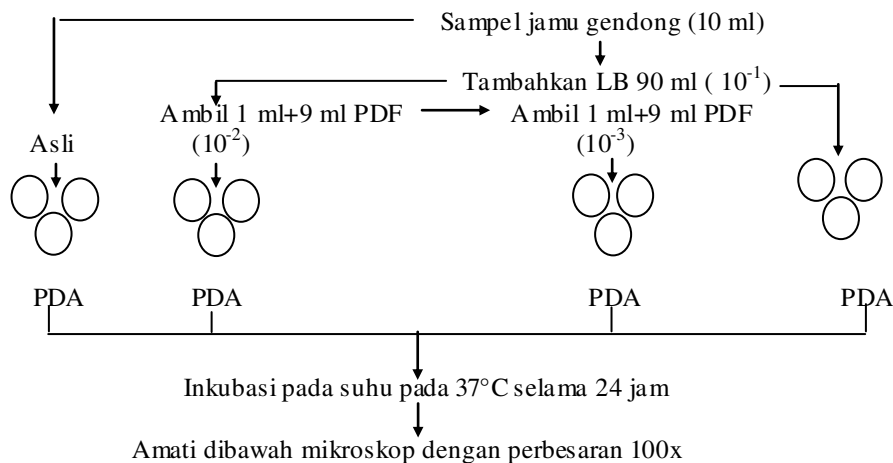 Sampel jamu gendong (10 ml)
Tambahkan LB 90 ml ( 10⁻¹)
Ambil 1 ml+9 ml PDF
(10⁻²)
Ambil 1 ml+9 ml PDF
(10⁻³)
Asli
PDA
PDA
PDA
PDA
Inkubasi pada suhu pada 37°C selama 24 jam
Amati dibawah mikroskop dengan perbesaran 100x